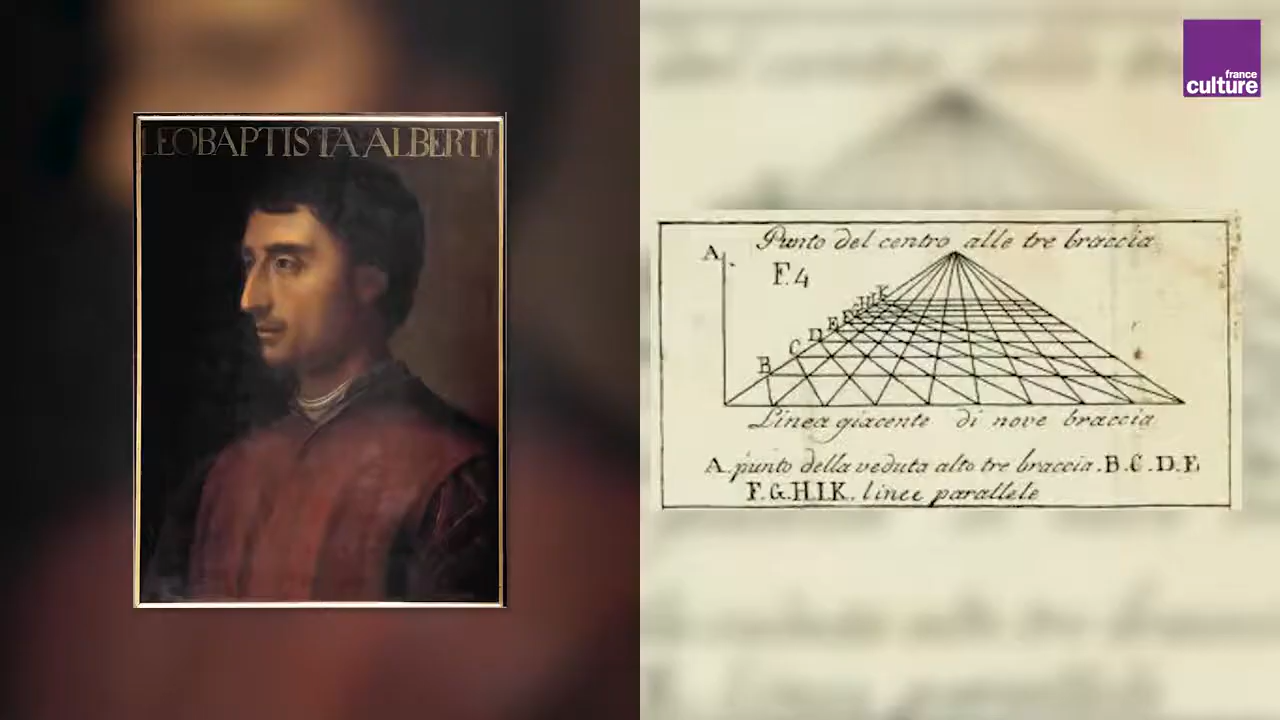 LEOBAPTISTA ALBERTI
france
culture
Punto del centro alle tre braccia
A
F.4
B C D E F G H I K
Linea giacente di nove braccia
A. punto della veduta alto tre braccia. B. C. D. E
F. G. H. I. K. linee parallele